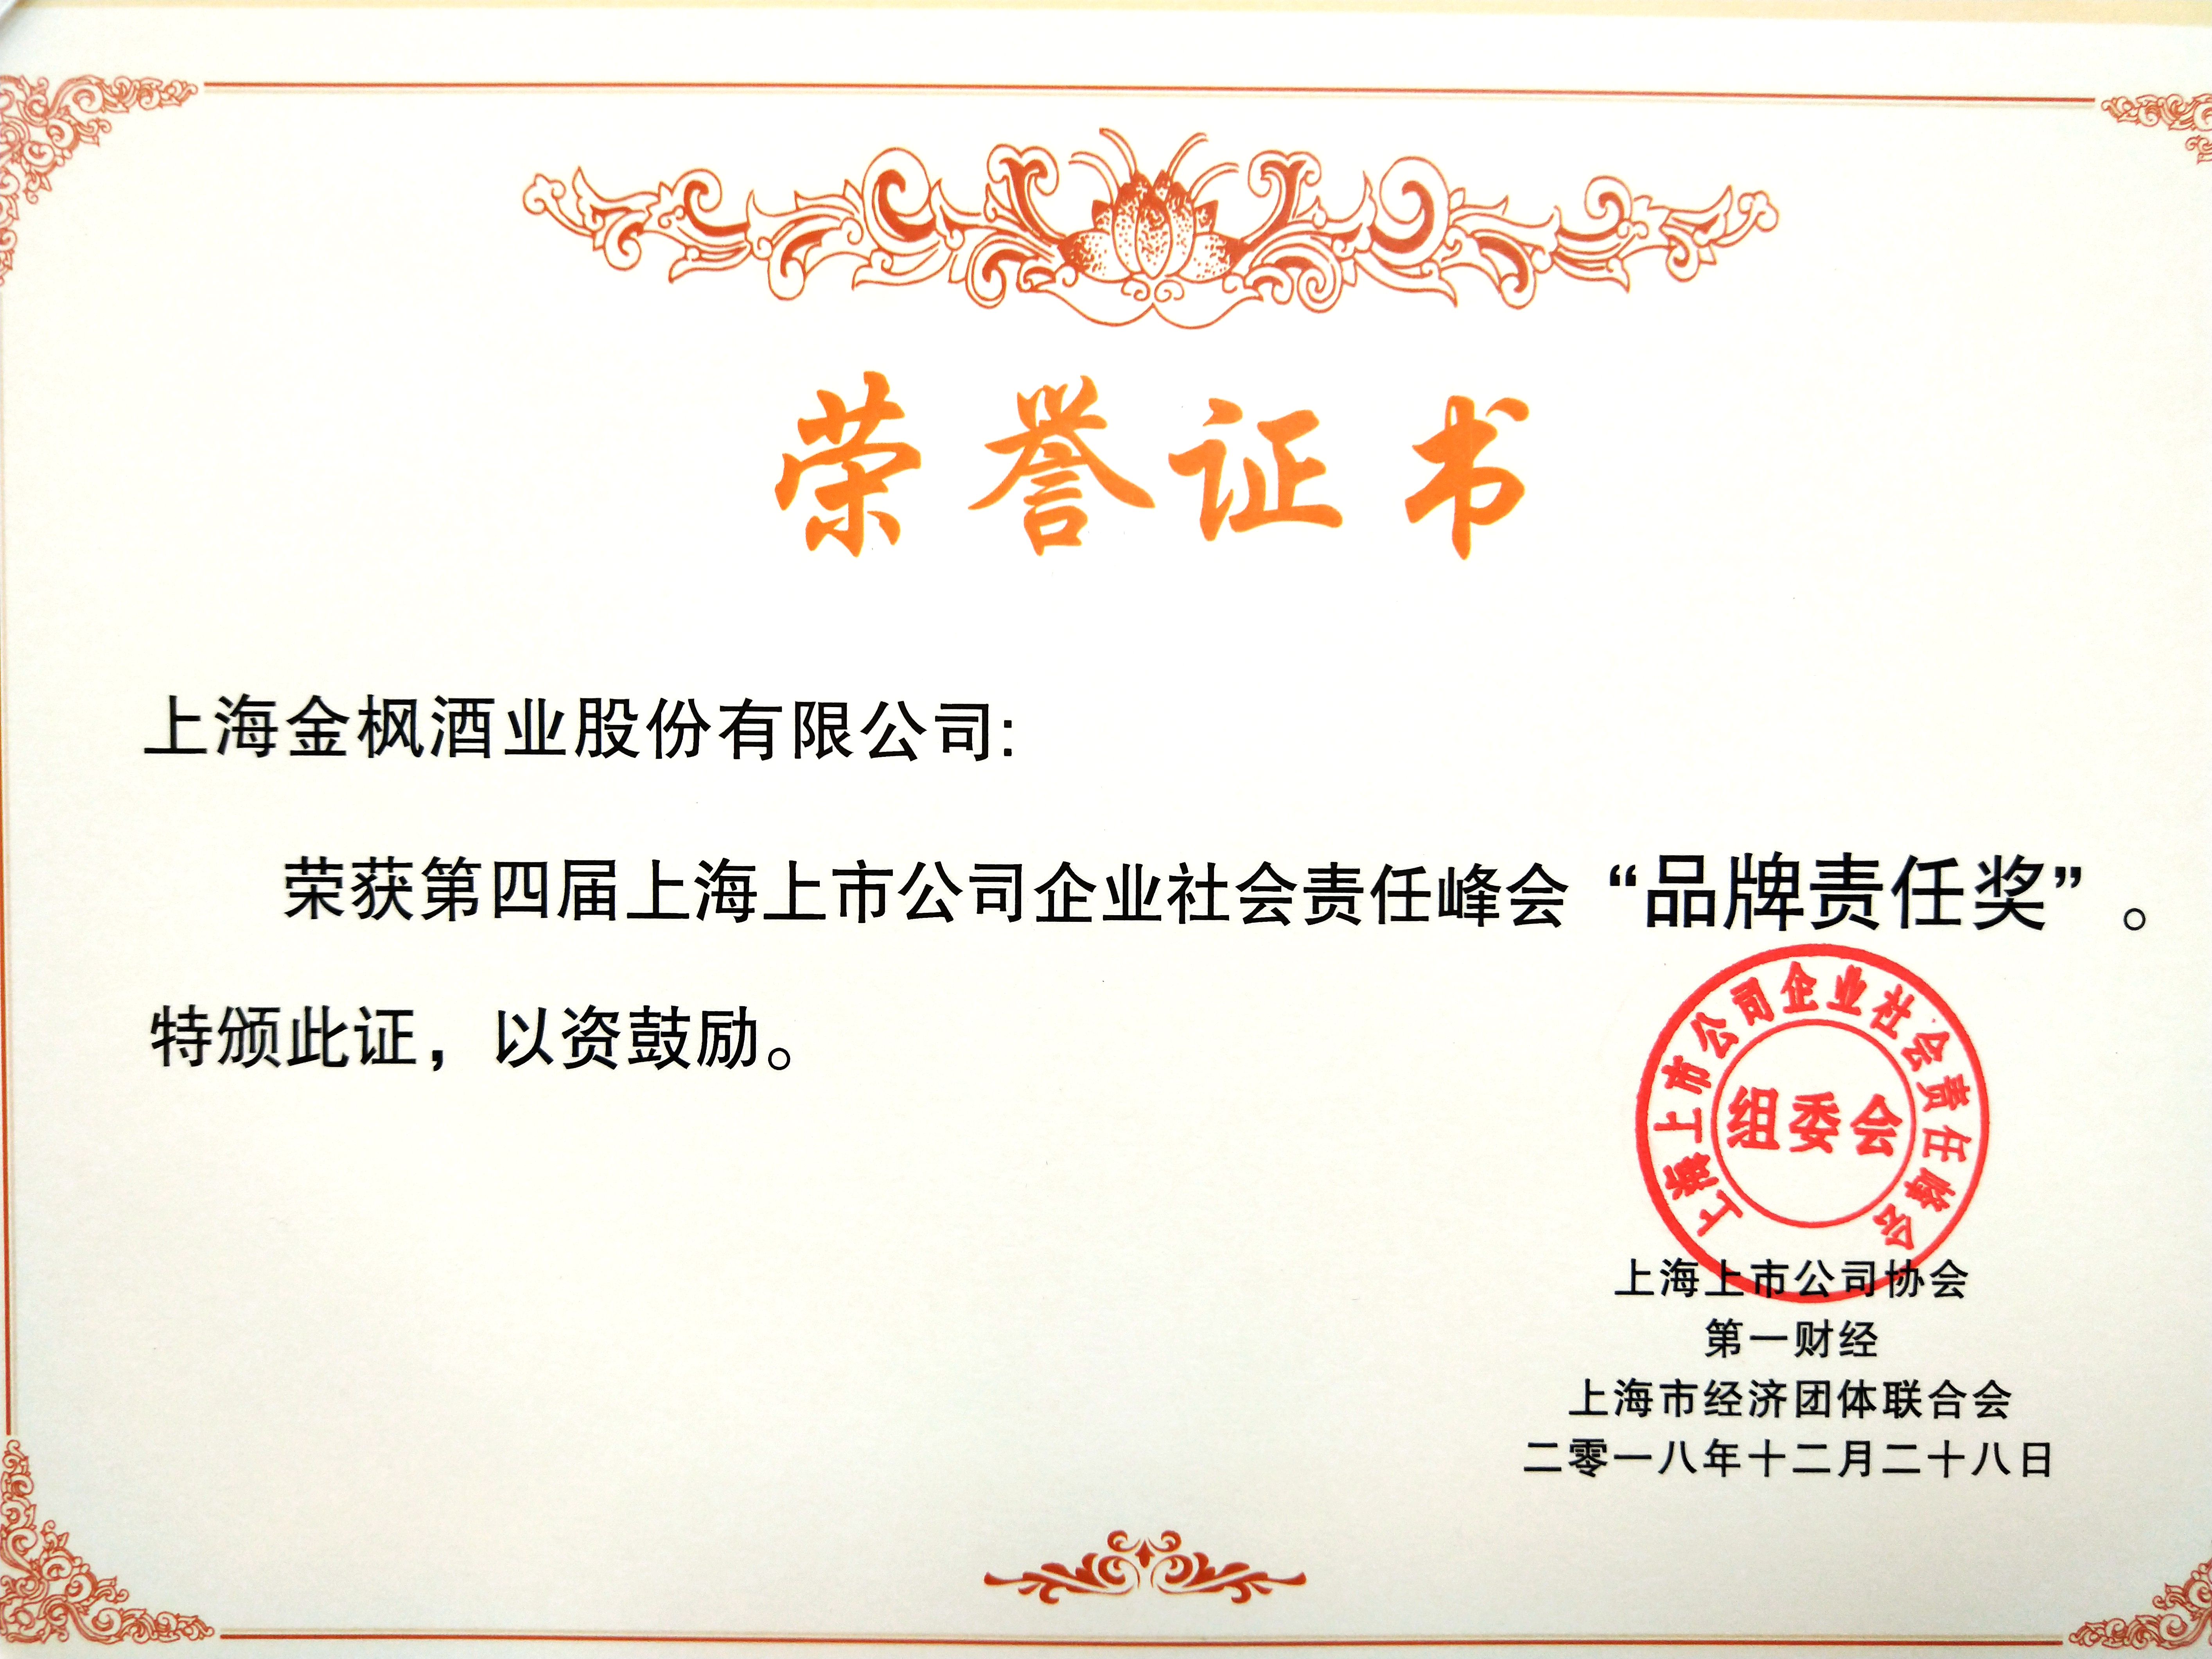 荣誉证书
上海金枫酒业股份有限公司:
荣获第四届上海上市公司企业社会责任峰会“品牌责任奖”。
特颁此证，以资鼓励。
上海上市公司企业社会责任峰会
组委会
上海上市公司协会
第一财经
上海市经济团体联合会
二零一八年十二月二十八日